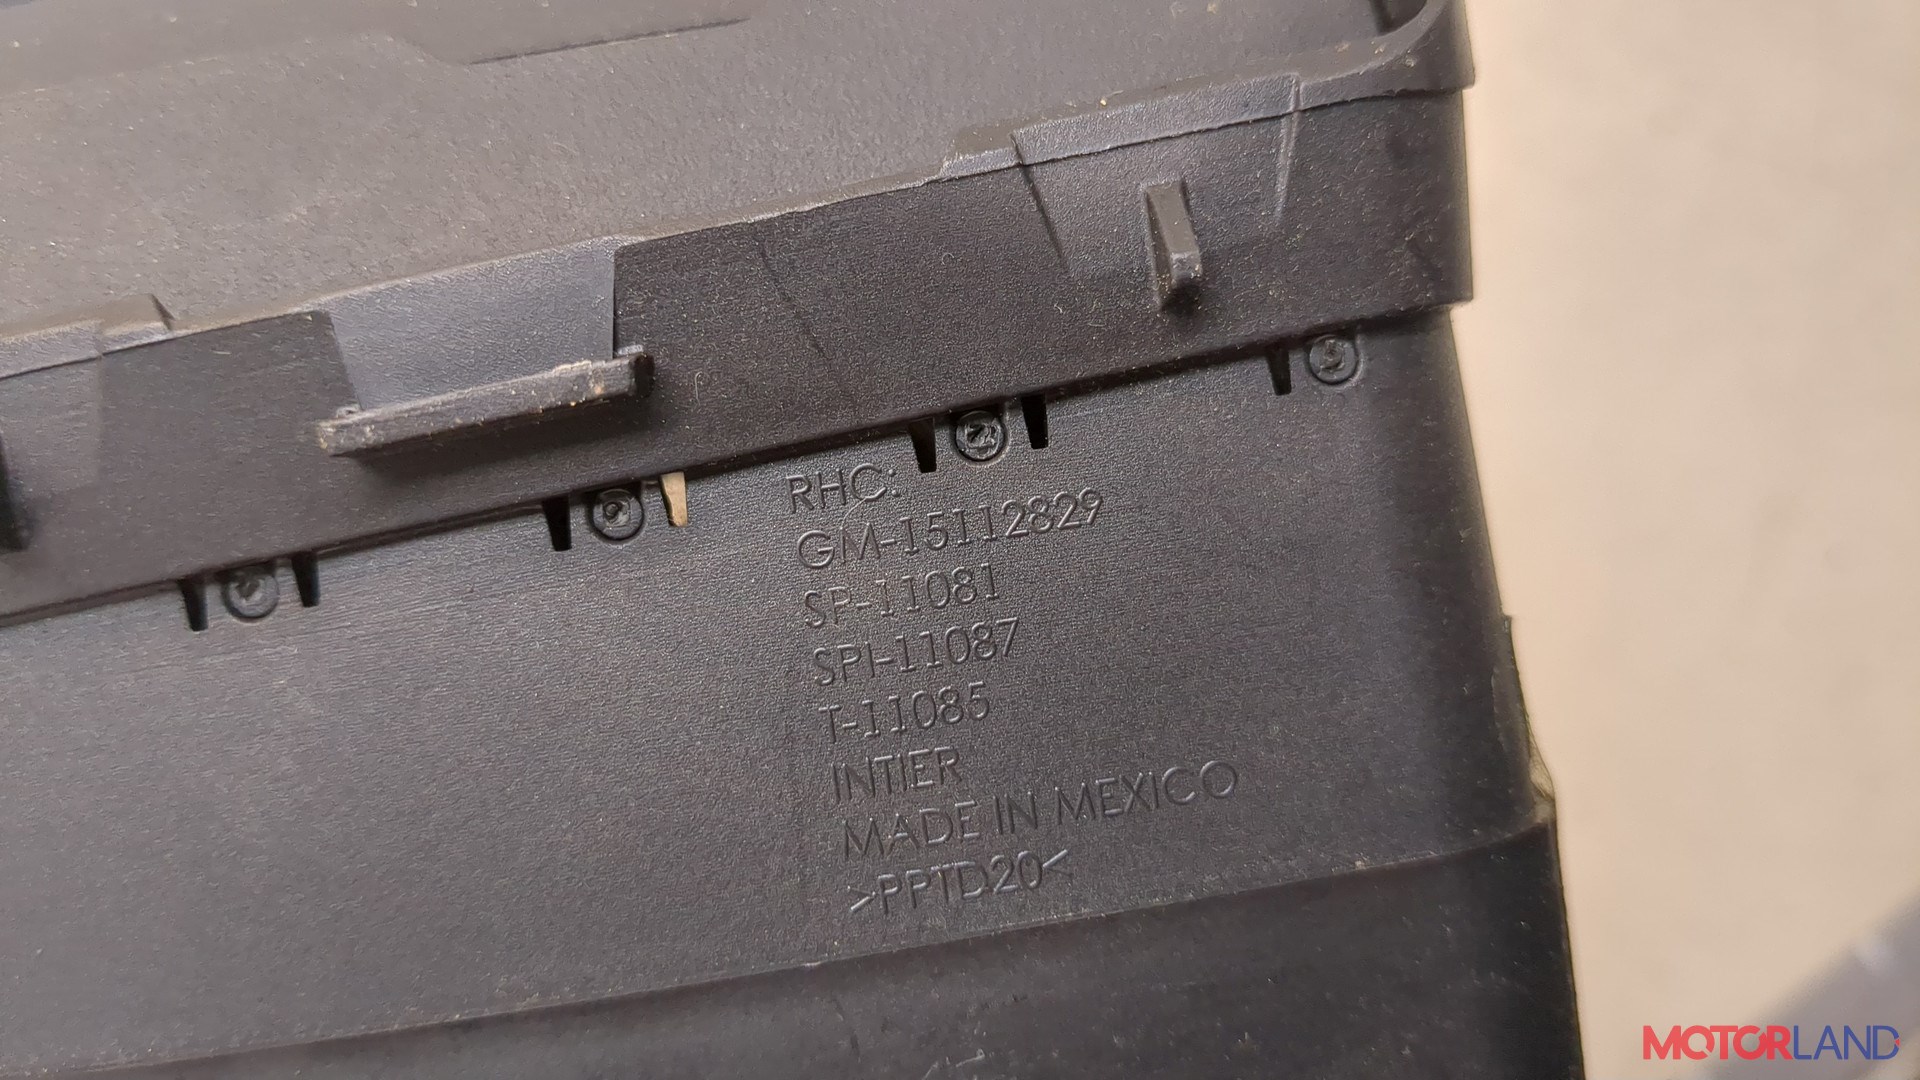 RHC:
GM-15112829
SP-11081
SPI-11087
T-11085
INTIER
MADE IN MEXICO
>PPTD20<
MOTORLAND